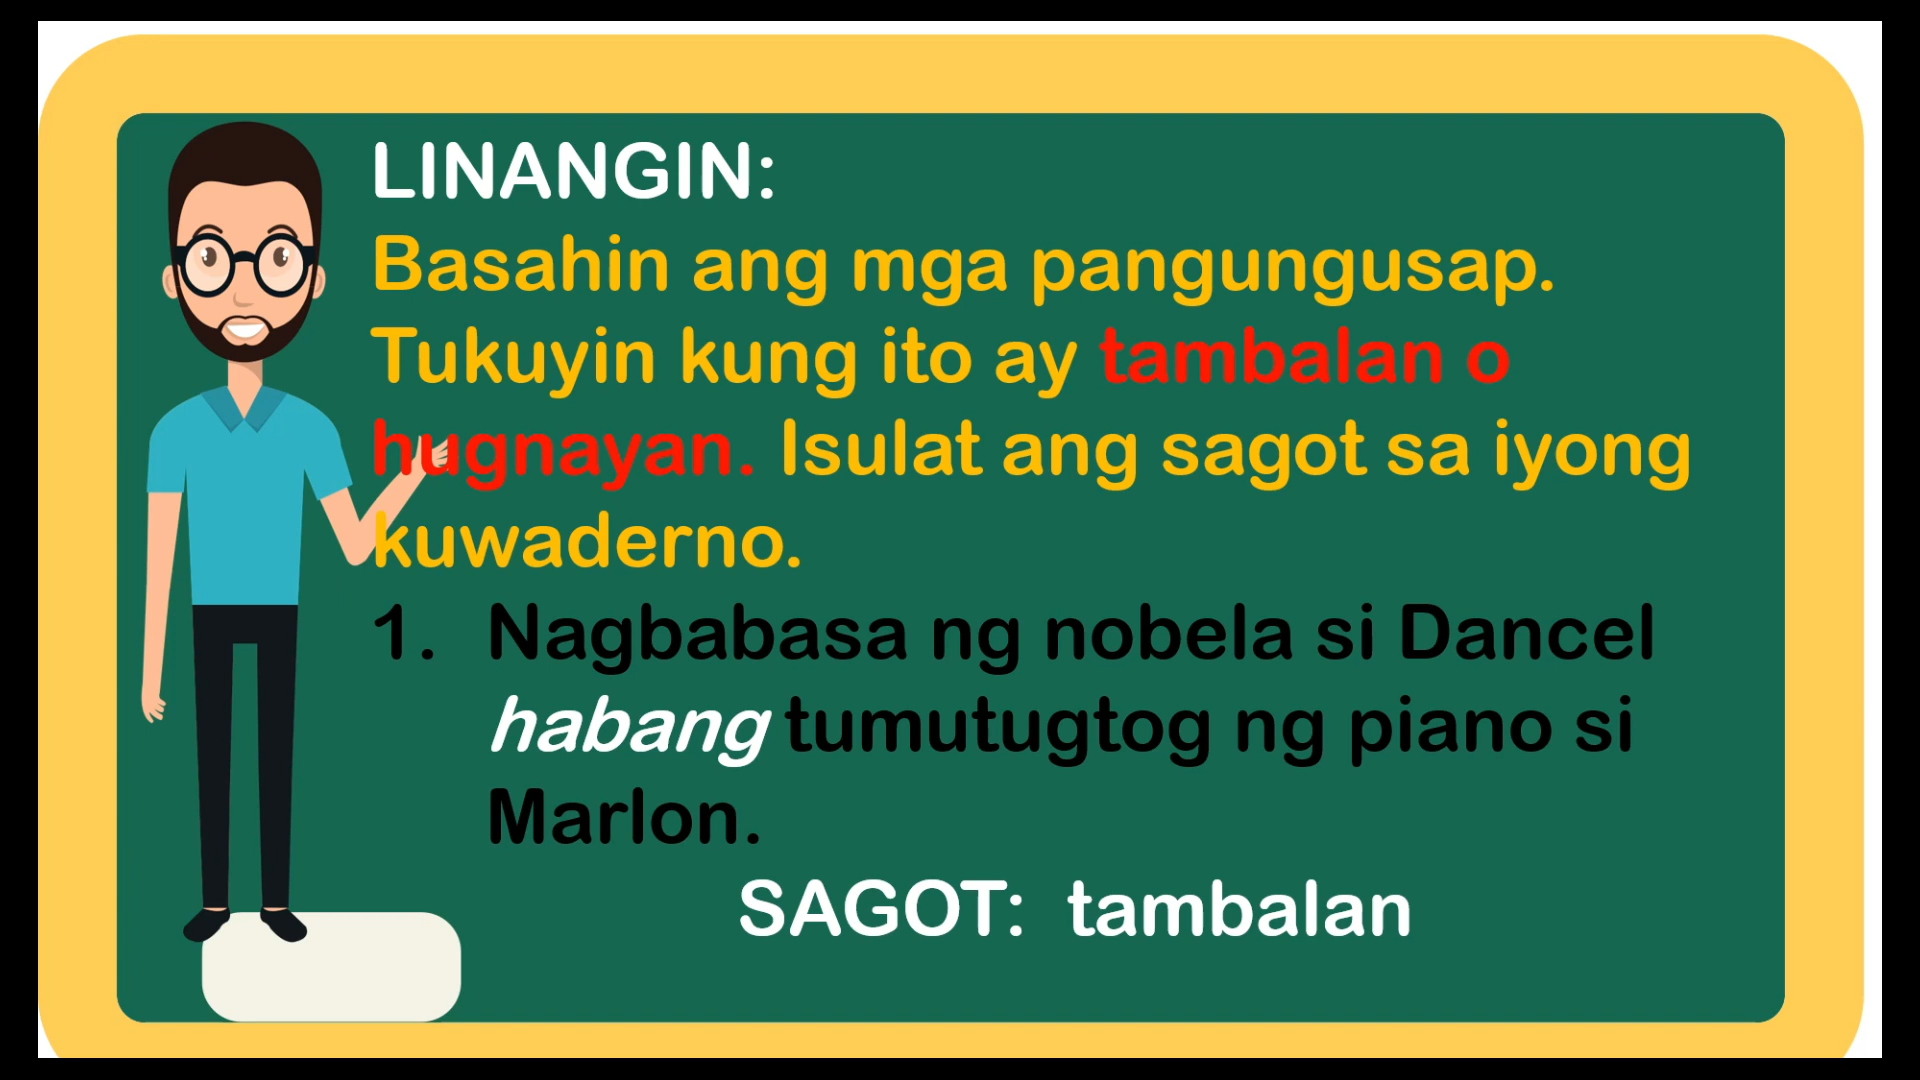 LINANGIN:
Basahin ang mga pangungusap.
Tukuyin kung ito ay tambalan o
hugnayan. Isulat ang sagot sa iyong
kuwaderno.
1. Nagbabasa ng nobela si Dancel
habang tumutugtog ng piano si
Marlon.
SAGOT: tambalan